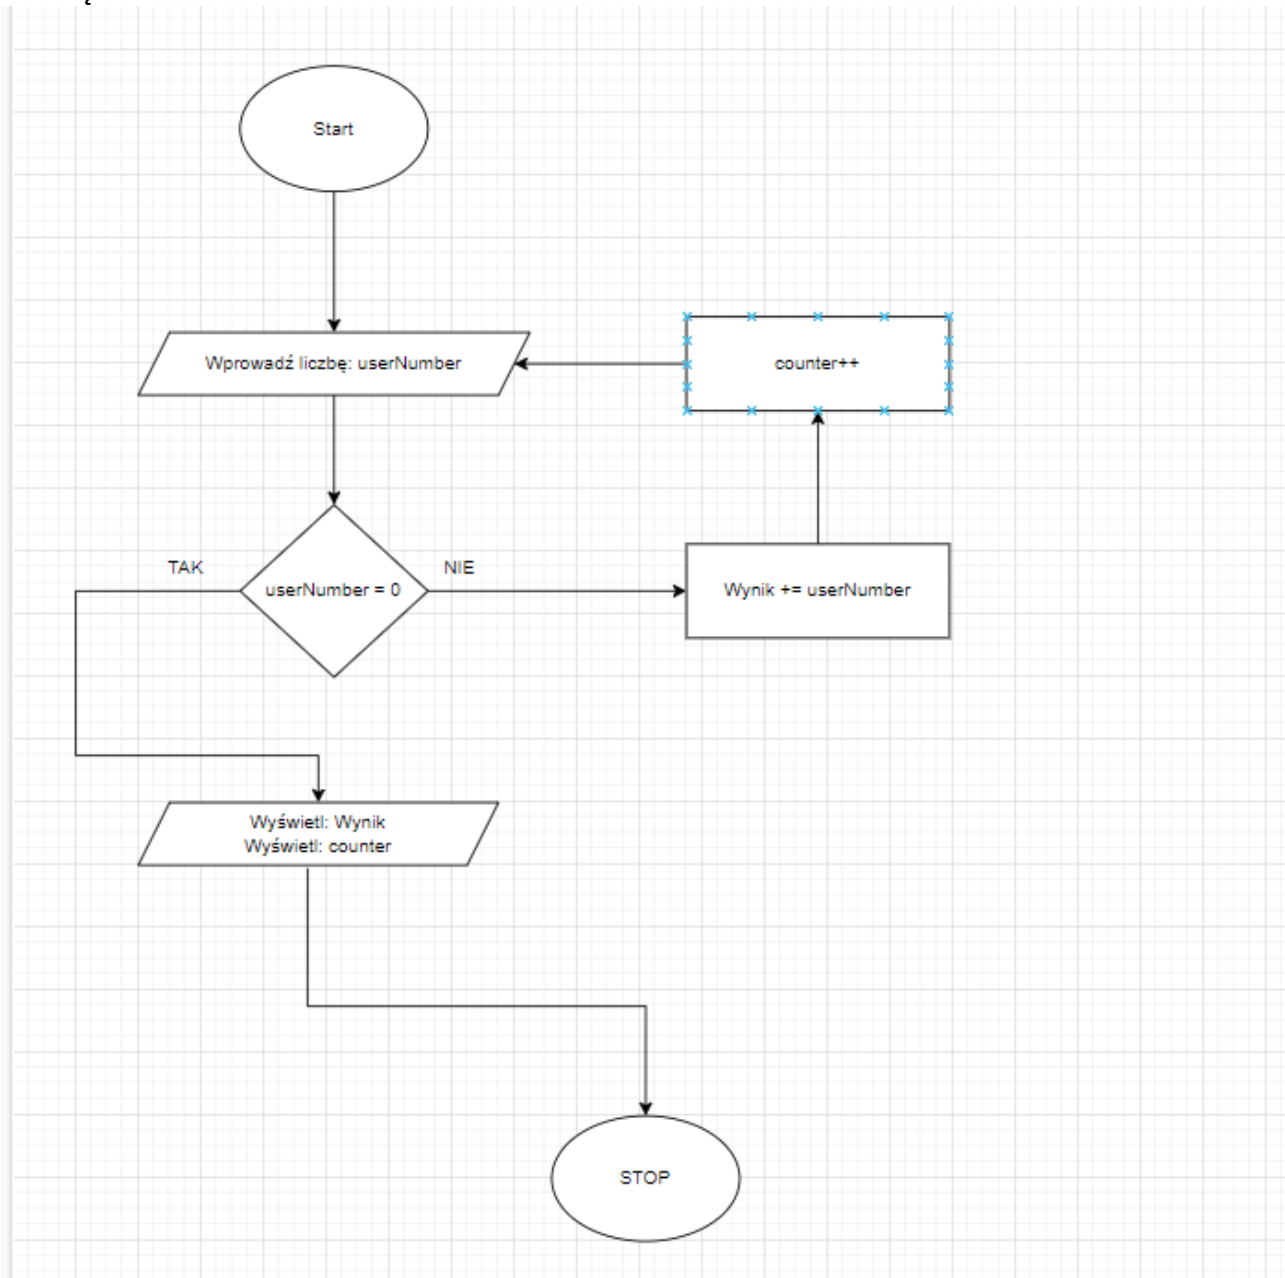 Start
Wprowadź liczbę: userNumber
counter++
TAK
userNumber = 0
NIE
Wynik += userNumber
Wyświetl: Wynik
Wyświetl: counter
STOP